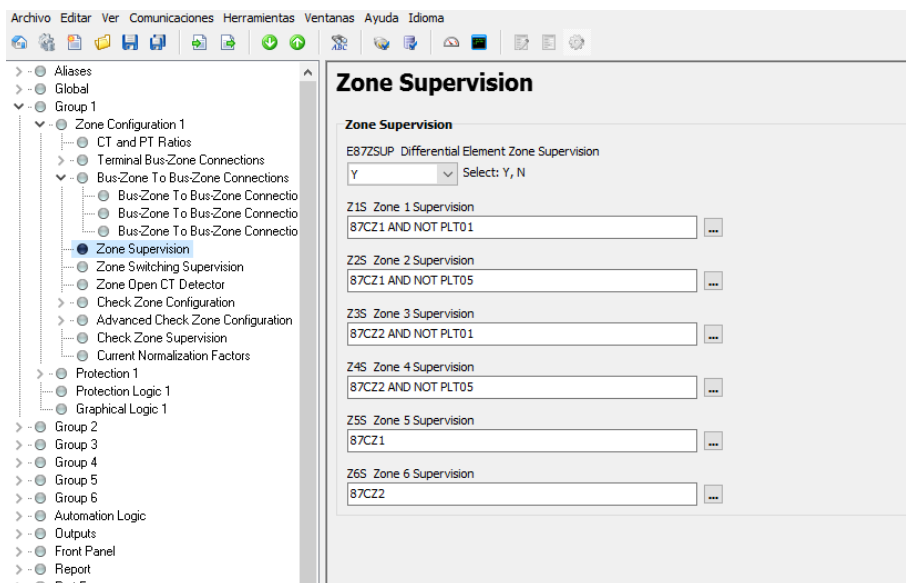 Archivo Editar Ver Comunicaciones Herramientas Ventanas Ayuda Idioma
Aliases
Global
Group 1
Zone Configuration 1
CT and PT Ratios
Terminal Bus-Zone Connections
Bus-Zone To Bus-Zone Connections
Bus-Zone To Bus-Zone Connectio
Bus-Zone To Bus-Zone Connectio
Bus-Zone To Bus-Zone Connectio
Zone Supervision
Zone Switching Supervision
Zone Open CT Detector
Check Zone Configuration
Advanced Check Zone Configuration
Check Zone Supervision
Current Normalization Factors
Protection 1
Protection Logic 1
Graphical Logic 1
Group 2
Group 3
Group 4
Group 5
Group 6
Automation Logic
Outputs
Front Panel
Report
Zone Supervision
Zone Supervision
E87ZSUP Differential Element Zone Supervision
Y Select: Y, N
Z1S Zone 1 Supervision
87CZ1 AND NOT PLT01 ...
Z2S Zone 2 Supervision
87CZ1 AND NOT PLT05 ...
Z3S Zone 3 Supervision
87CZ2 AND NOT PLT01 ...
Z4S Zone 4 Supervision
87CZ2 AND NOT PLT05 ...
Z5S Zone 5 Supervision
87CZ1 ...
Z6S Zone 6 Supervision
87CZ2 ...